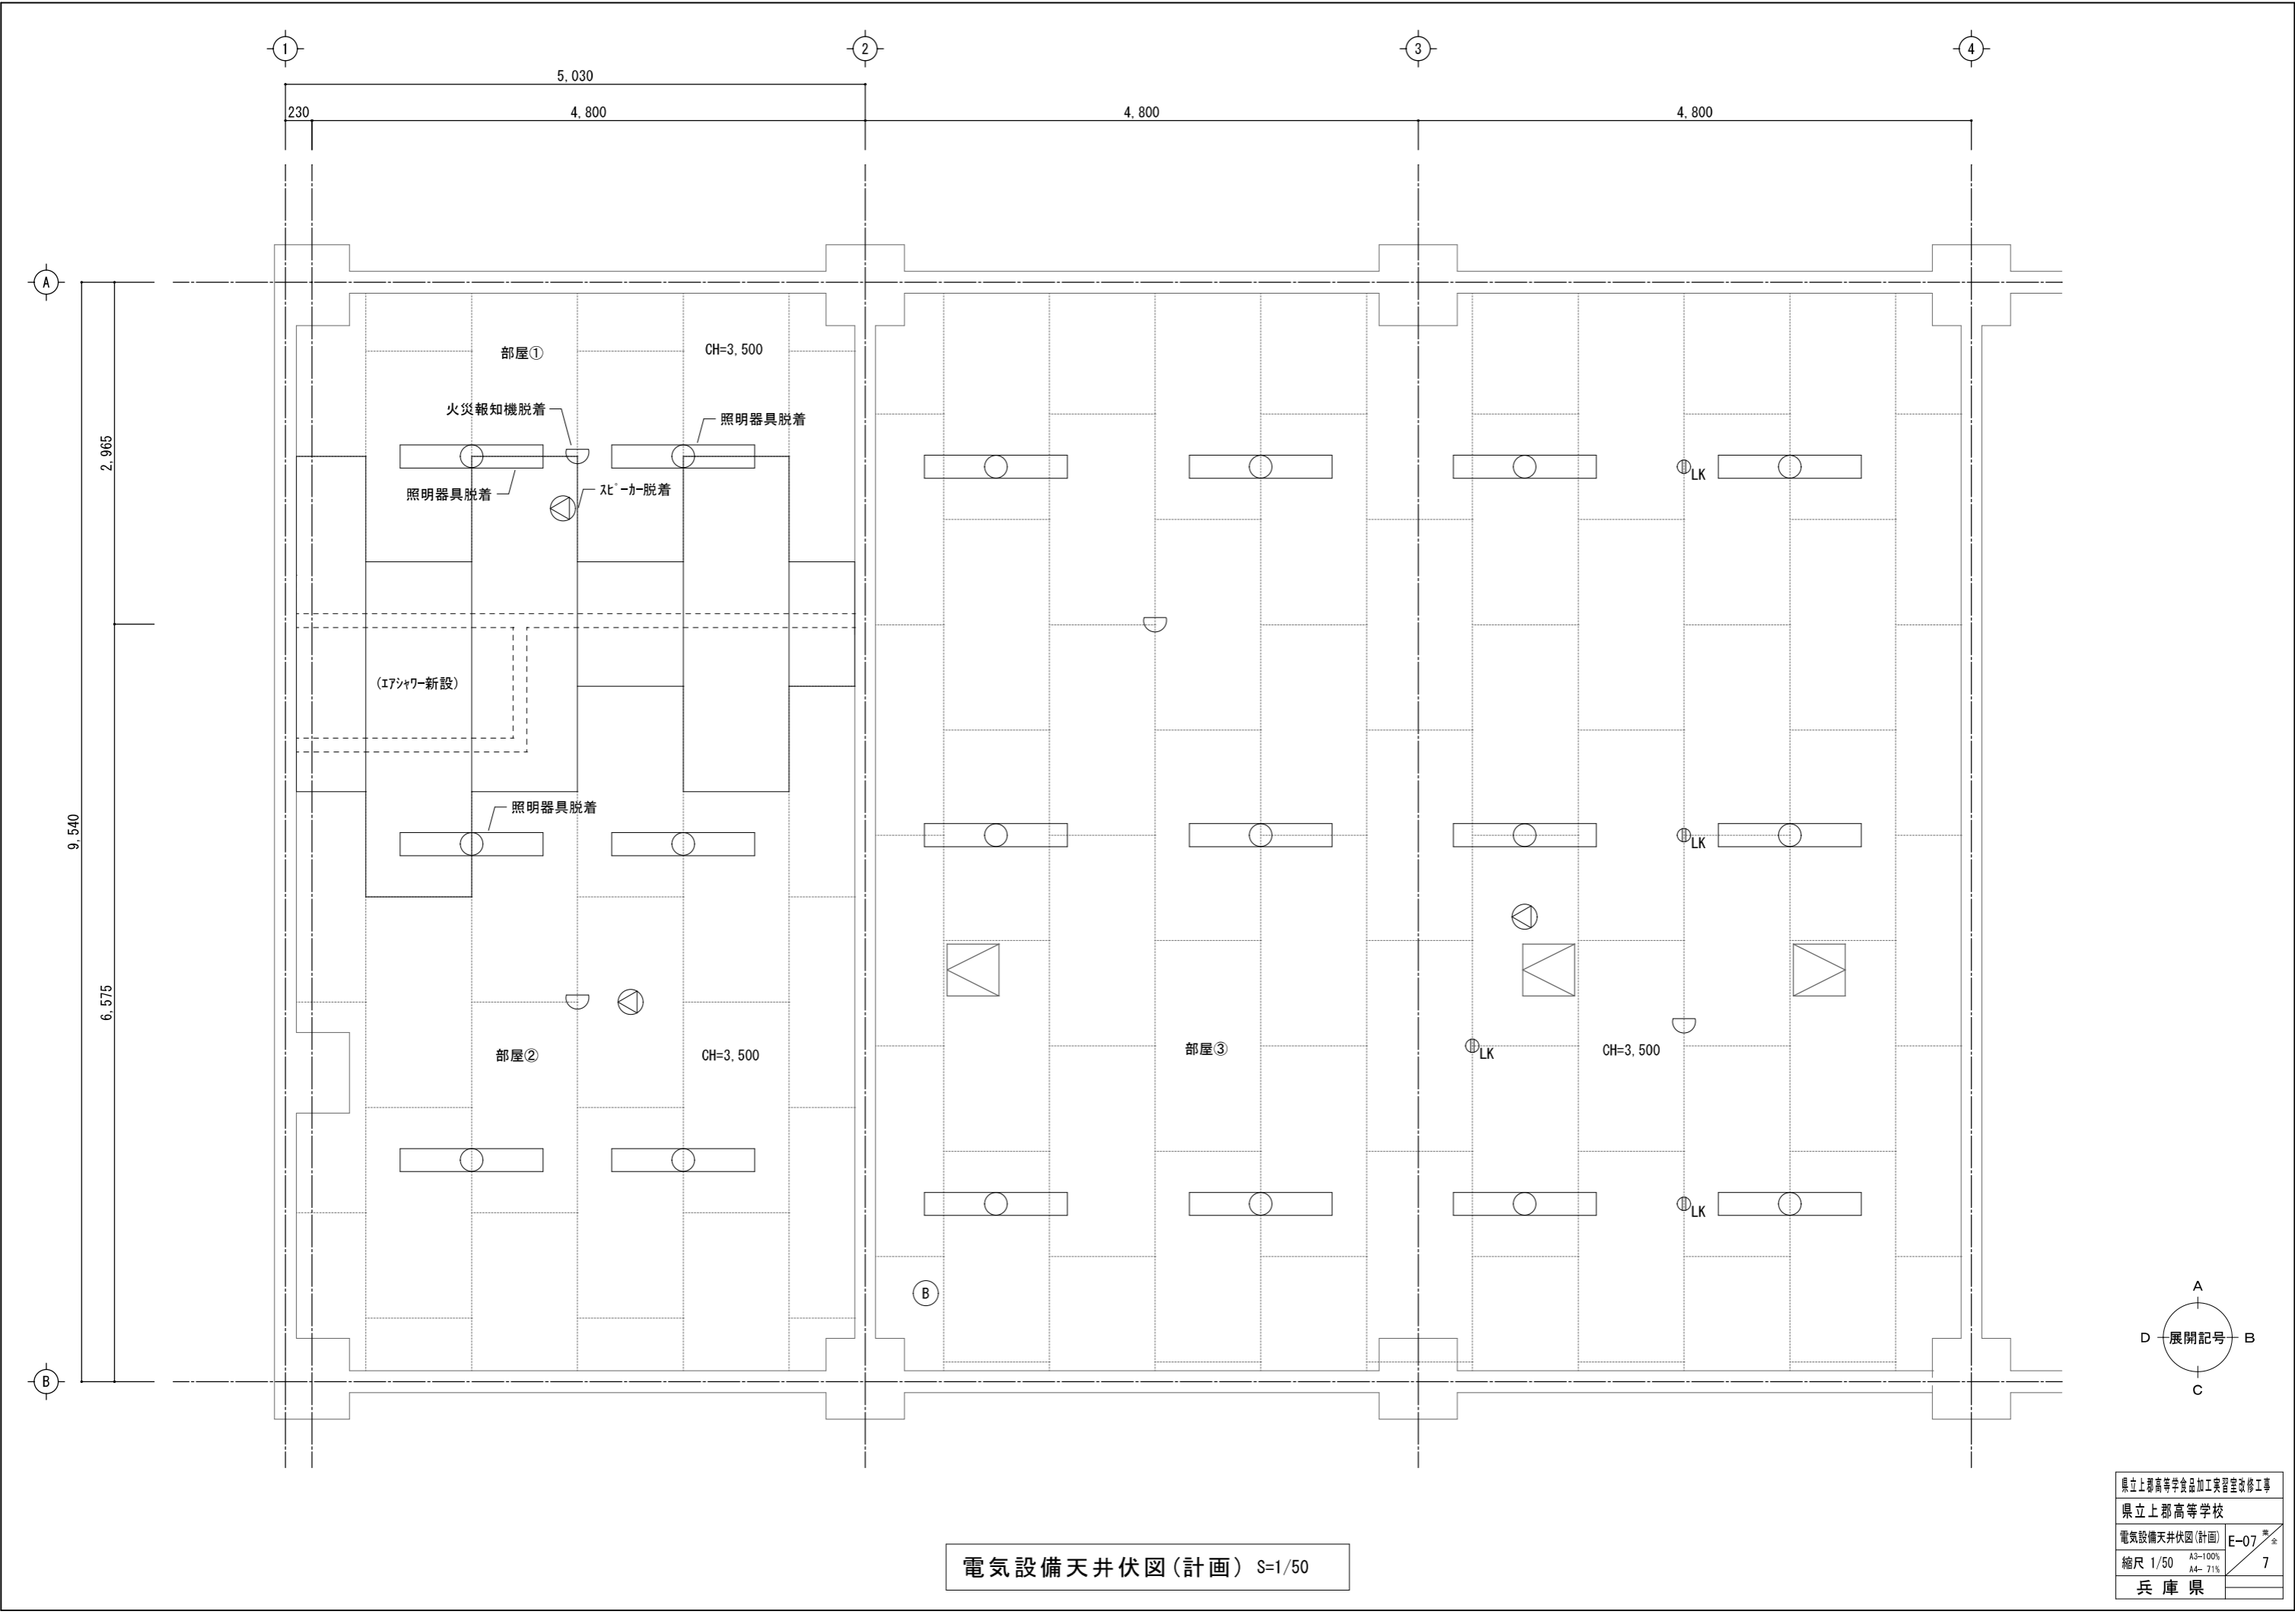 1
2
3
4
5,030
230
4,800
4,800
4,800
A
部屋①
CH=3,500
火災報知機脱着
照明器具脱着
2,965
照明器具脱着
ｽﾋﾟｰｶｰ脱着
LK
(ｴｱｼｬﾜｰ新設)
照明器具脱着
9,540
LK
6,575
部屋②
CH=3,500
部屋③
LK
CH=3,500
LK
B
B
A
D
展開記号
B
C
県立上郡高等学食品加工実習室改修工事
県立上郡高等学校
電気設備天井伏図(計画)
E-07
葉
全
縮尺 1/50
A3-100%
A4- 71%
7
兵庫県
電気設備天井伏図(計画) S=1/50